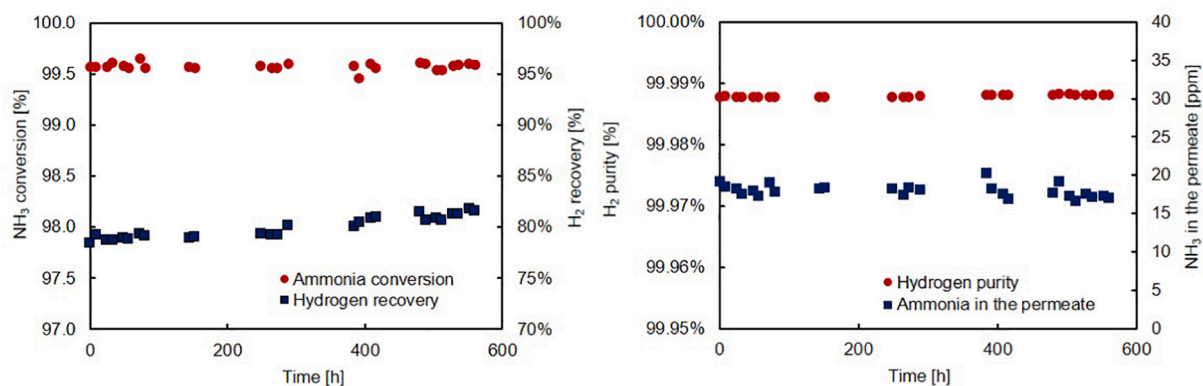 100.0
99.5
99.0
98.5
98.0
97.5
97.0
NH₃ conversion [%]
100%
95%
90%
85%
80%
75%
70%
H₂ recovery [%]
Ammonia conversion
Hydrogen recovery
0 200 400 600
Time [h]
100.00%
99.99%
99.98%
99.97%
99.96%
99.95%
H₂ purity [%]
40
35
30
25
20
15
10
5
0
NH₃ in the permeate [ppm]
Hydrogen purity
Ammonia in the permeate
0 200 400 600
Time [h]